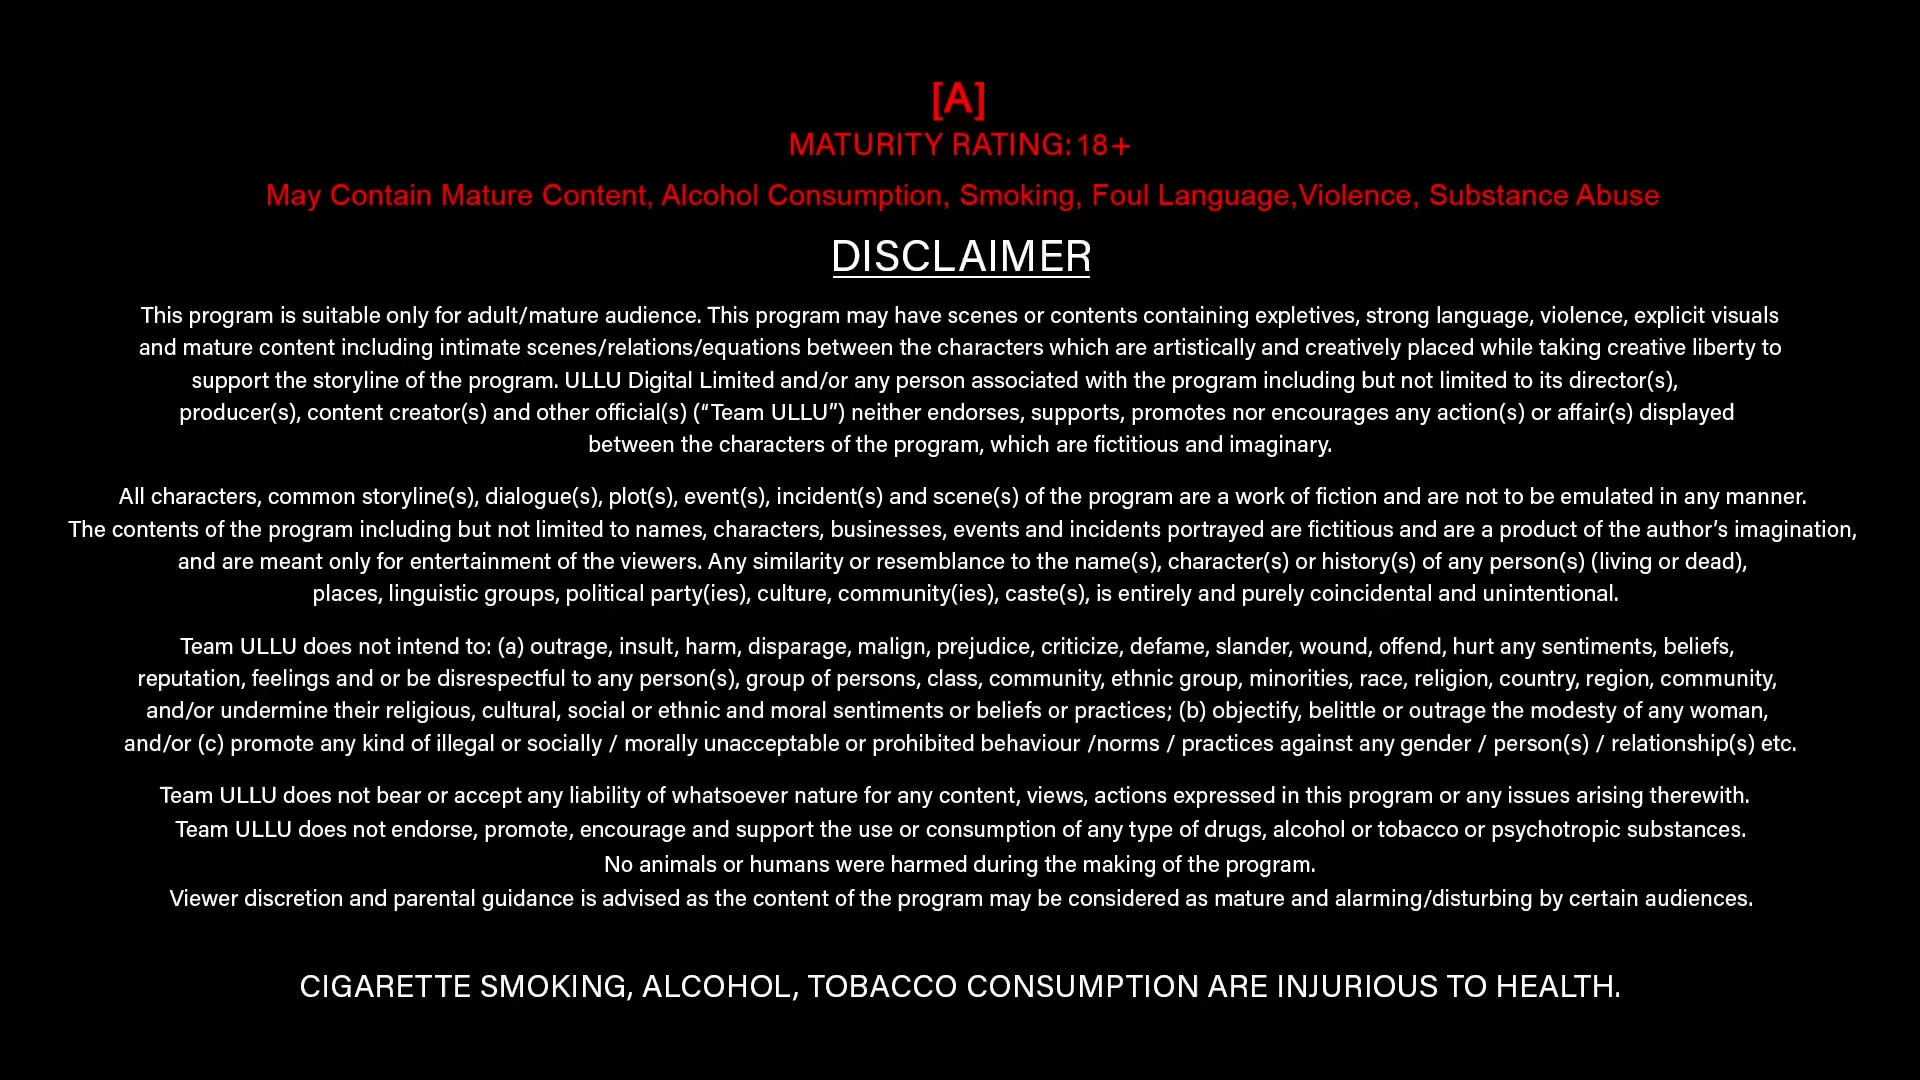 [A]
MATURITY RATING:18+
May Contain Mature Content, Alcohol Consumption, Smoking, Foul Language,Violence, Substance Abuse
DISCLAIMER
This program is suitable only for adult/mature audience. This program may have scenes or contents containing expletives, strong language, violence, explicit visuals
and mature content including intimate scenes/relations/equations between the characters which are artistically and creatively placed while taking creative liberty to
support the storyline of the program. ULLU Digital Limited and/or any person associated with the program including but not limited to its director(s),
producer(s), content creator(s) and other official(s) (“Team ULLU”) neither endorses, supports, promotes nor encourages any action(s) or affair(s) displayed
between the characters of the program, which are fictitious and imaginary.
All characters, common storyline(s), dialogue(s), plot(s), event(s), incident(s) and scene(s) of the program are a work of fiction and are not to be emulated in any manner.
The contents of the program including but not limited to names, characters, businesses, events and incidents portrayed are fictitious and are a product of the author’s imagination,
and are meant only for entertainment of the viewers. Any similarity or resemblance to the name(s), character(s) or history(s) of any person(s) (living or dead),
places, linguistic groups, political party(ies), culture, community(ies), caste(s), is entirely and purely coincidental and unintentional.
Team ULLU does not intend to: (a) outrage, insult, harm, disparage, malign, prejudice, criticize, defame, slander, wound, offend, hurt any sentiments, beliefs,
reputation, feelings and or be disrespectful to any person(s), group of persons, class, community, ethnic group, minorities, race, religion, country, region, community,
and/or undermine their religious, cultural, social or ethnic and moral sentiments or beliefs or practices; (b) objectify, belittle or outrage the modesty of any woman,
and/or (c) promote any kind of illegal or socially / morally unacceptable or prohibited behaviour /norms / practices against any gender / person(s) / relationship(s) etc.
Team ULLU does not bear or accept any liability of whatsoever nature for any content, views, actions expressed in this program or any issues arising therewith.
Team ULLU does not endorse, promote, encourage and support the use or consumption of any type of drugs, alcohol or tobacco or psychotropic substances.
No animals or humans were harmed during the making of the program.
Viewer discretion and parental guidance is advised as the content of the program may be considered as mature and alarming/disturbing by certain audiences.
CIGARETTE SMOKING, ALCOHOL, TOBACCO CONSUMPTION ARE INJURIOUS TO HEALTH.